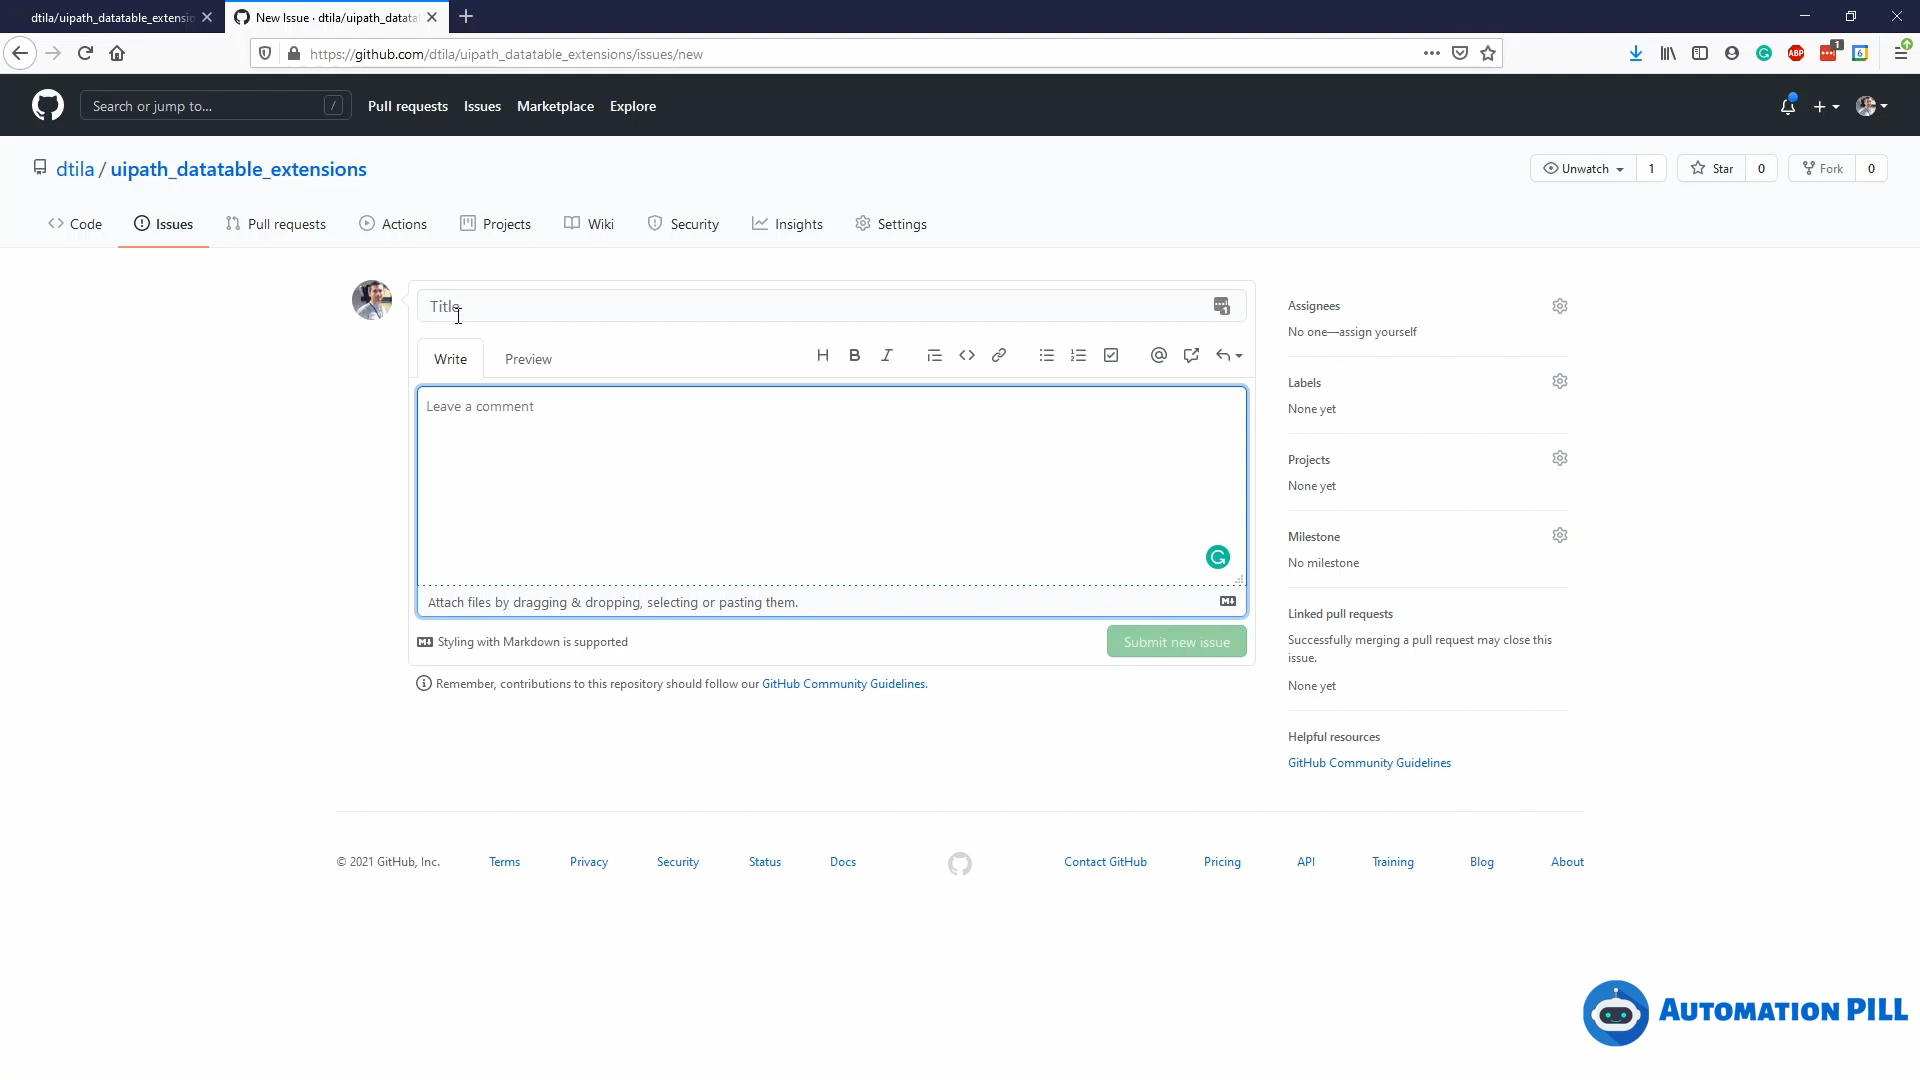 dtila/uipath_datatable_extensio
New Issue · dtila/uipath_datata
https://github.com/dtila/uipath_datatable_extensions/issues/new
ABP
1
6
Search or jump to...
/
Pull requests
Issues
Marketplace
Explore
dtila / uipath_datatable_extensions
Unwatch
1
Star
0
Fork
0
Code
Issues
Pull requests
Actions
Projects
Wiki
Security
Insights
Settings
Title
1
Write
Preview
H
B
I
Leave a comment
Attach files by dragging & dropping, selecting or pasting them.
Styling with Markdown is supported
Submit new issue
Remember, contributions to this repository should follow our GitHub Community Guidelines.
Assignees
No one—assign yourself
Labels
None yet
Projects
None yet
Milestone
No milestone
Linked pull requests
Successfully merging a pull request may close this
issue.
None yet
Helpful resources
GitHub Community Guidelines
© 2021 GitHub, Inc.
Terms
Privacy
Security
Status
Docs
Contact GitHub
Pricing
API
Training
Blog
About
AUTOMATION PILL